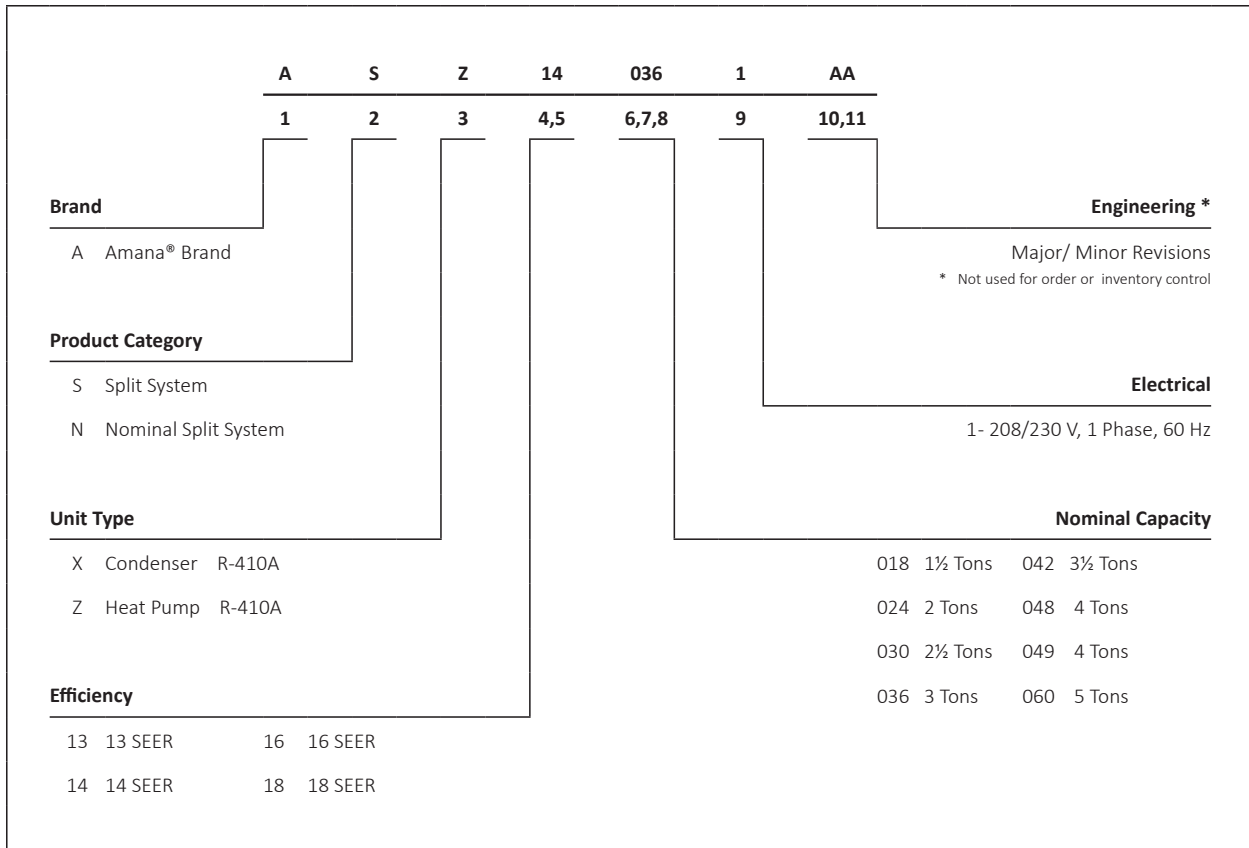 A S Z 14 036 1 AA
1 2 3 4,5 6,7,8 9 10,11
Brand
A Amana® Brand
Product Category
S Split System
N Nominal Split System
Unit Type
X Condenser R-410A
Z Heat Pump R-410A
Efficiency
13 13 SEER 16 16 SEER
14 14 SEER 18 18 SEER
Engineering *
Major/ Minor Revisions
* Not used for order or inventory control
Electrical
1- 208/230 V, 1 Phase, 60 Hz
Nominal Capacity
018 1½ Tons 042 3½ Tons
024 2 Tons 048 4 Tons
030 2½ Tons 049 4 Tons
036 3 Tons 060 5 Tons